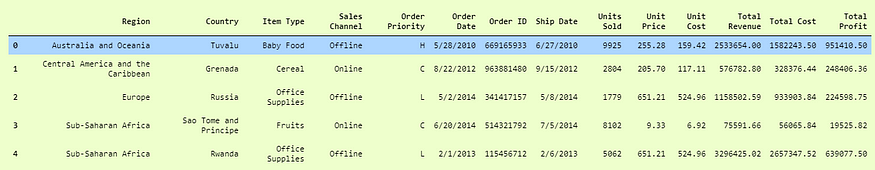 Region Country Item Type Sales Channel Order Priority Order Date Order ID Ship Date Units Sold Unit Price Unit Cost Total Revenue Total Cost Total Profit
0 Australia and Oceania Tuvalu Baby Food Offline H 5/28/2010 669165933 6/27/2010 9925 255.28 159.42 2533654.00 1582243.50 951410.50
1 Central America and the Caribbean Grenada Cereal Online C 8/22/2012 963881480 9/15/2012 2804 205.70 117.11 576782.80 328376.44 248406.36
2 Europe Russia Office Supplies Offline L 5/2/2014 341417157 5/8/2014 1779 651.21 524.96 1158502.59 933903.84 224598.75
3 Sub-Saharan Africa Sao Tome and Principe Fruits Online C 6/20/2014 514321792 7/5/2014 8102 9.33 6.92 75591.66 56065.84 19525.82
4 Sub-Saharan Africa Rwanda Office Supplies Offline L 2/1/2013 115456712 2/6/2013 5062 651.21 524.96 3296425.02 2657347.52 639077.50